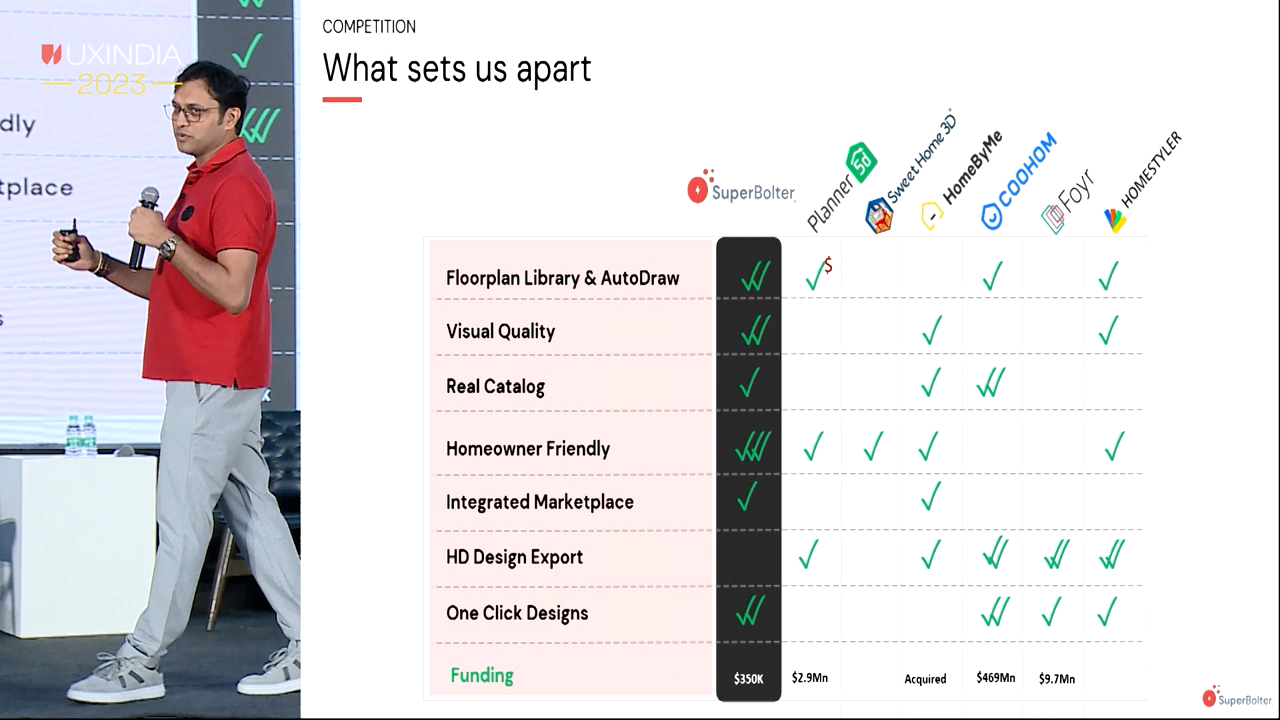 UXINDIA
2023
dly
tplace
s
COMPETITION
What sets us apart
SuperBolter
Planner 5d
Sweet Home 3D
HomeByMe
COOHOM
Foyr
HOMESTYLER
Floorplan Library & AutoDraw
$
Visual Quality
Real Catalog
Homeowner Friendly
Integrated Marketplace
HD Design Export
One Click Designs
Funding $350K $2.9Mn Acquired $469Mn $9.7Mn
SuperBolter